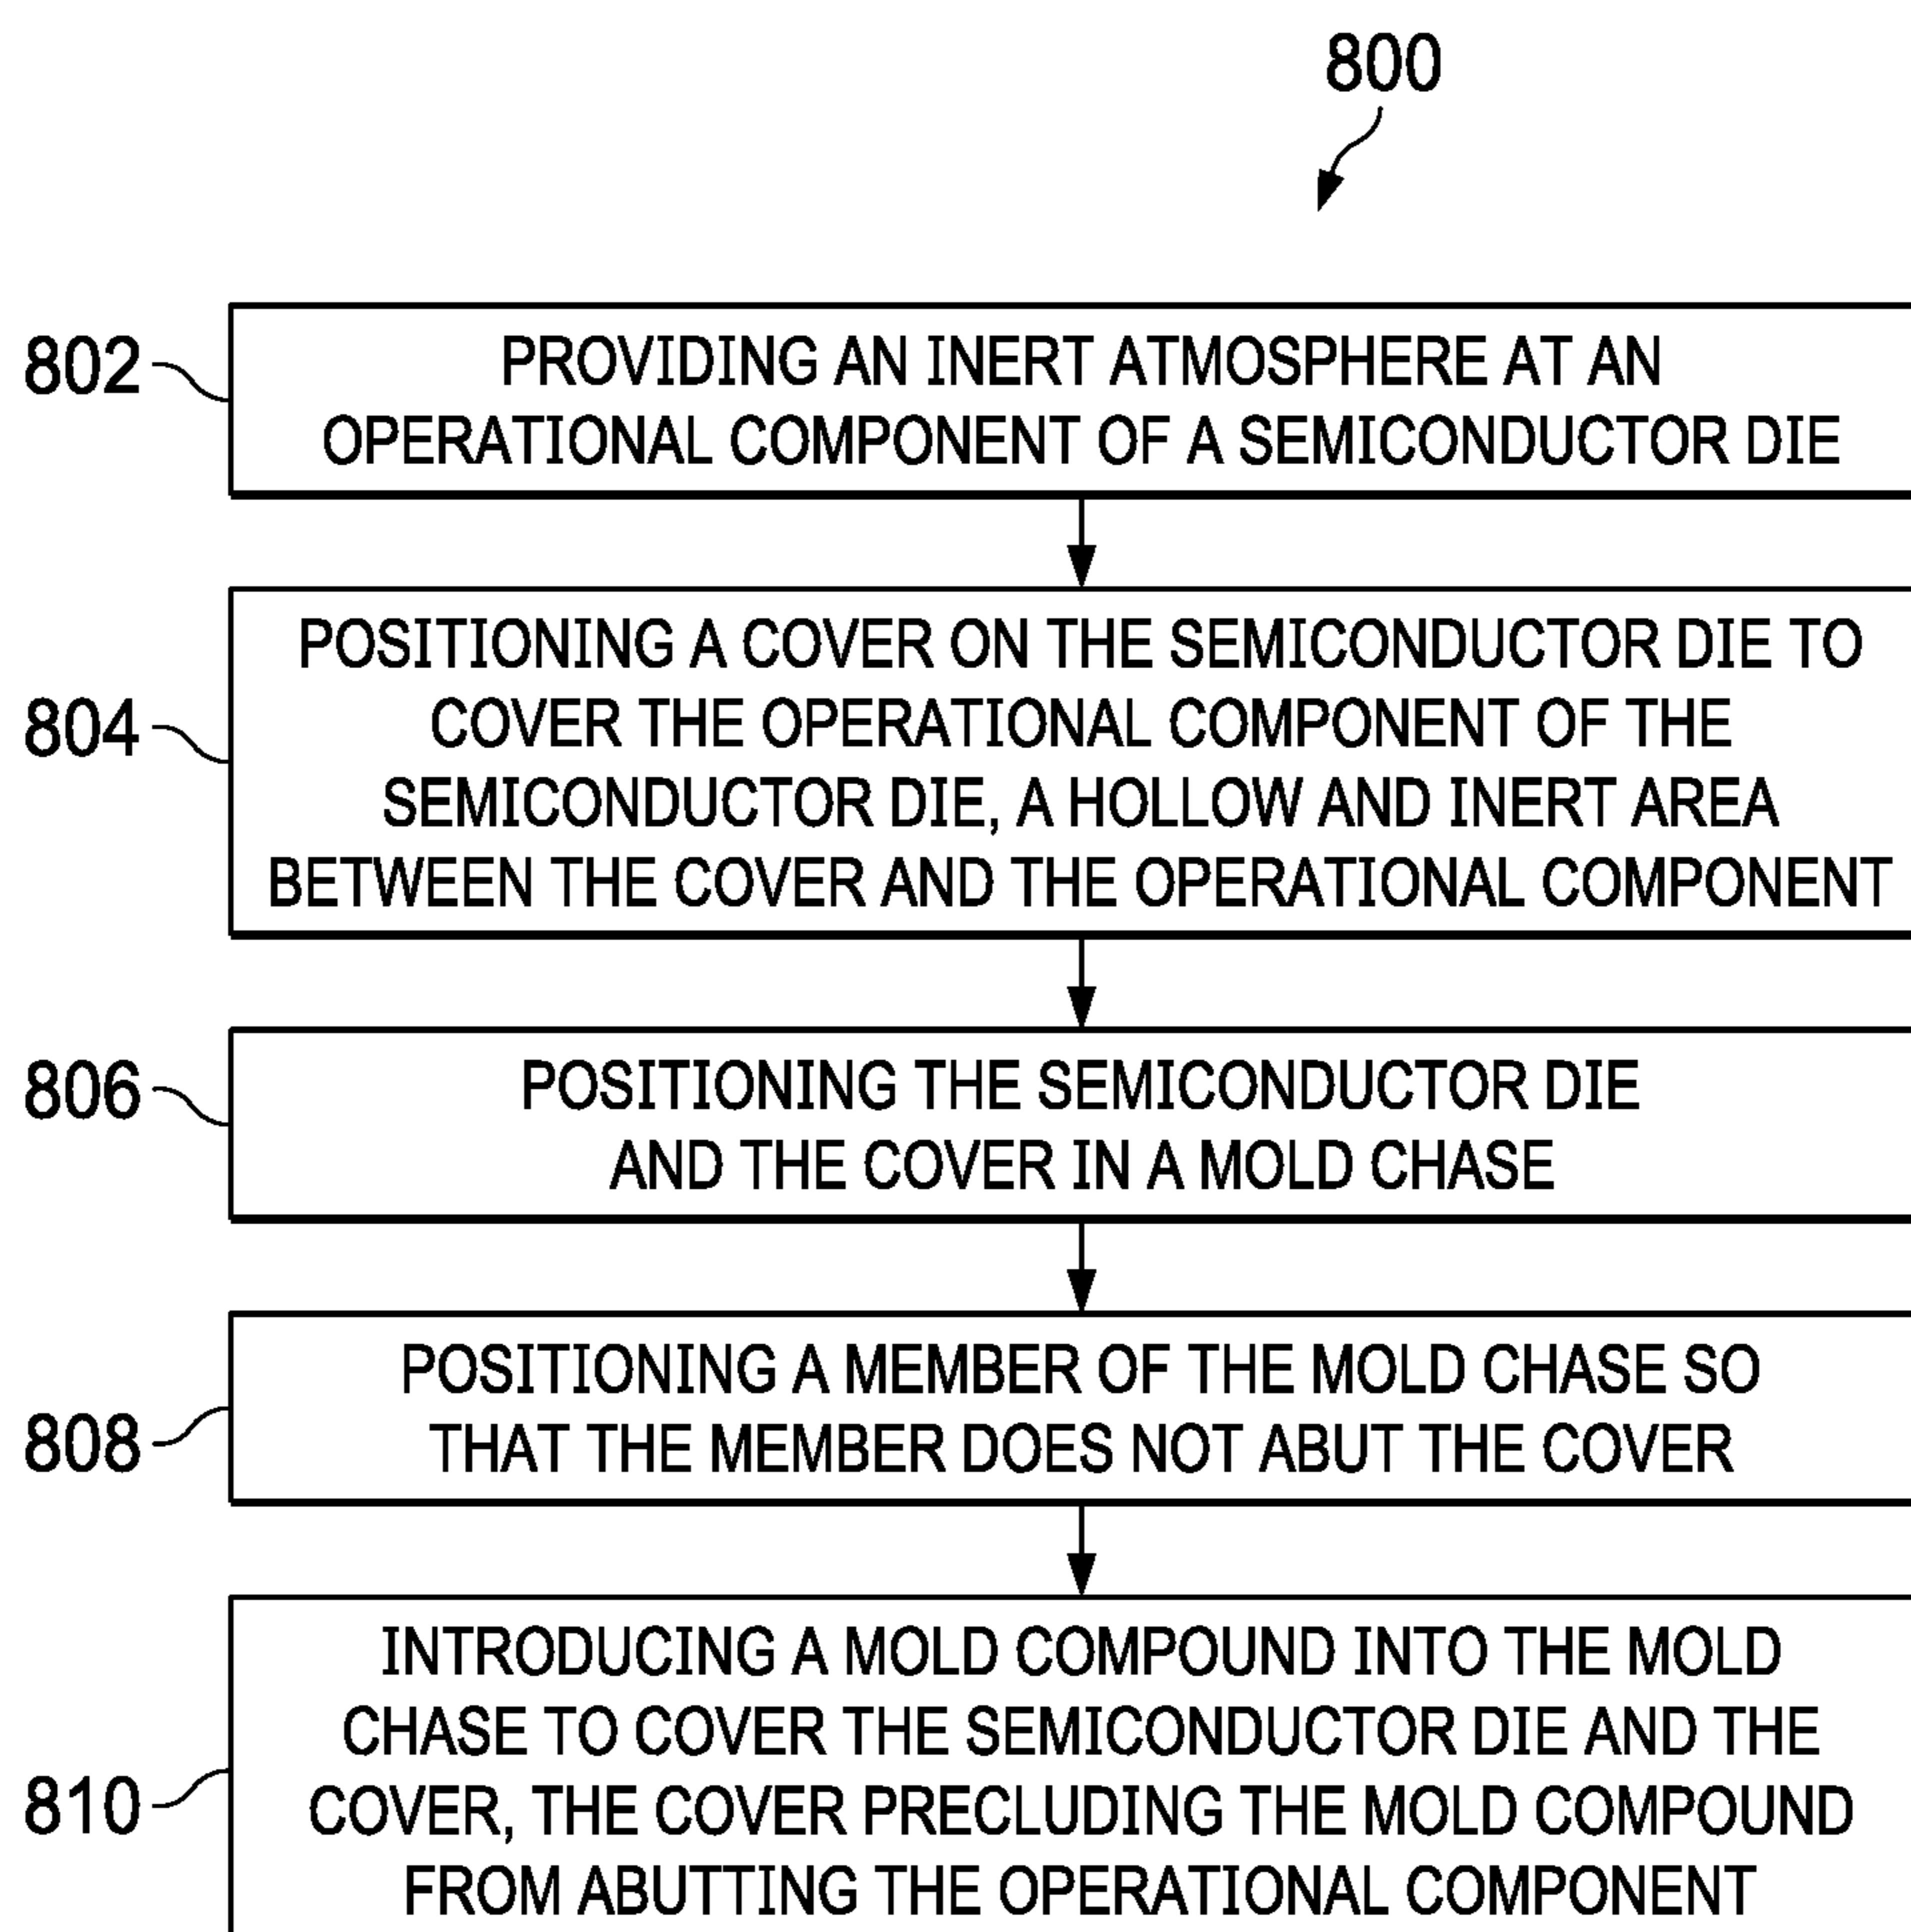 800
802
PROVIDING AN INERT ATMOSPHERE AT AN
OPERATIONAL COMPONENT OF A SEMICONDUCTOR DIE
804
POSITIONING A COVER ON THE SEMICONDUCTOR DIE TO
COVER THE OPERATIONAL COMPONENT OF THE
SEMICONDUCTOR DIE, A HOLLOW AND INERT AREA
BETWEEN THE COVER AND THE OPERATIONAL COMPONENT
806
POSITIONING THE SEMICONDUCTOR DIE
AND THE COVER IN A MOLD CHASE
808
POSITIONING A MEMBER OF THE MOLD CHASE SO
THAT THE MEMBER DOES NOT ABUT THE COVER
810
INTRODUCING A MOLD COMPOUND INTO THE MOLD
CHASE TO COVER THE SEMICONDUCTOR DIE AND THE
COVER, THE COVER PRECLUDING THE MOLD COMPOUND
FROM ABUTTING THE OPERATIONAL COMPONENT